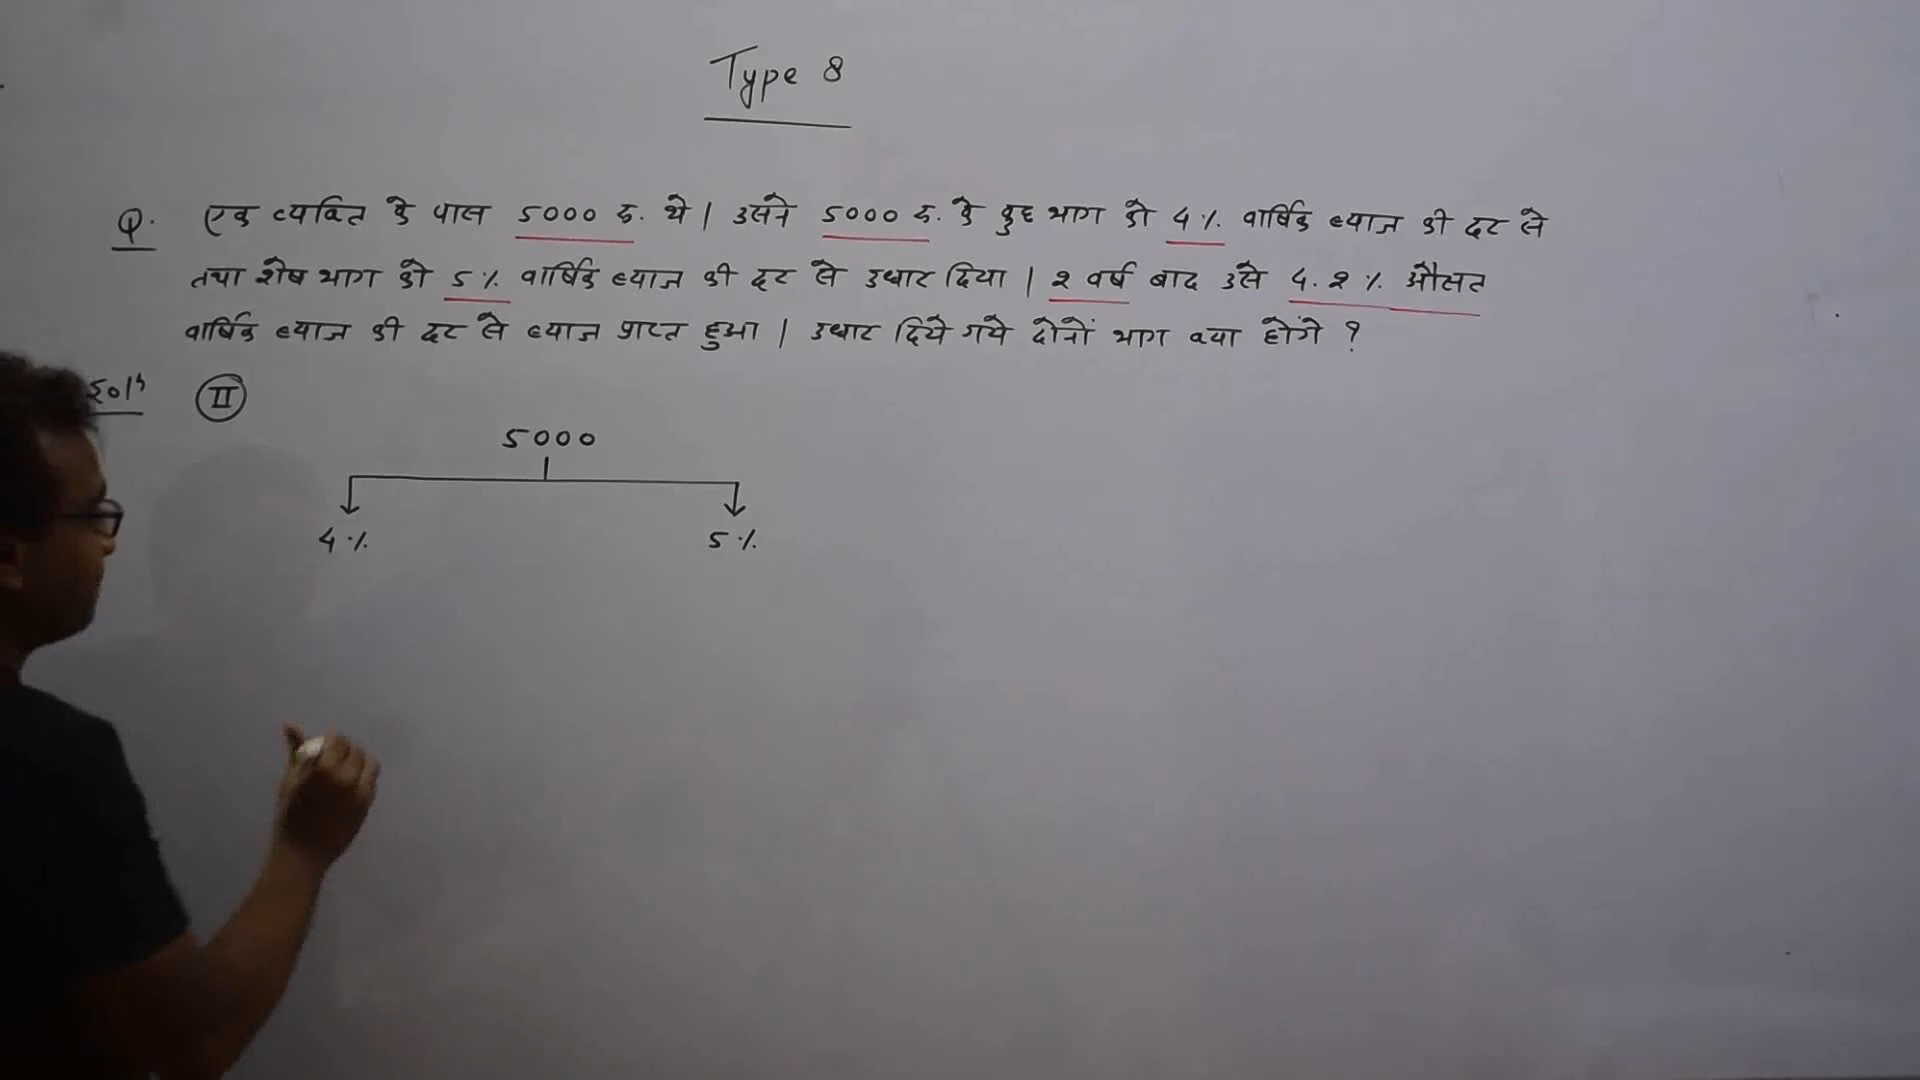 Type 8
Q. एक व्यक्ति के पास 5000 रु. थे। उसने 5000 रु. के कुछ भाग को 4% वार्षिक ब्याज की दर से
तथा शेष भाग को 5% वार्षिक ब्याज की दर से उधार दिया। 2 वर्ष बाद उसे 4.2% औसत
वार्षिक ब्याज की दर से ब्याज प्राप्त हुआ। उधार दिये गये दोनों भाग क्या होंगे ?
Solⁿ II
5000
4% 5%